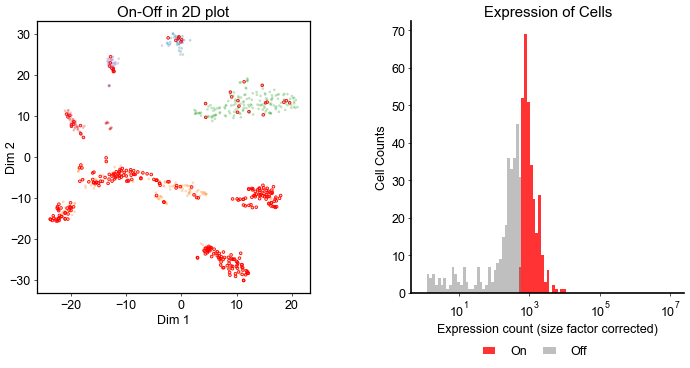 On-Off in 2D plot
30
20
10
0
−10
−20
−30
Dim 2
−20 −10 0 10 20
Dim 1
Expression of Cells
70
60
50
40
30
20
10
0
Cell Counts
10^1 10^3 10^5 10^7
Expression count (size factor corrected)
On Off